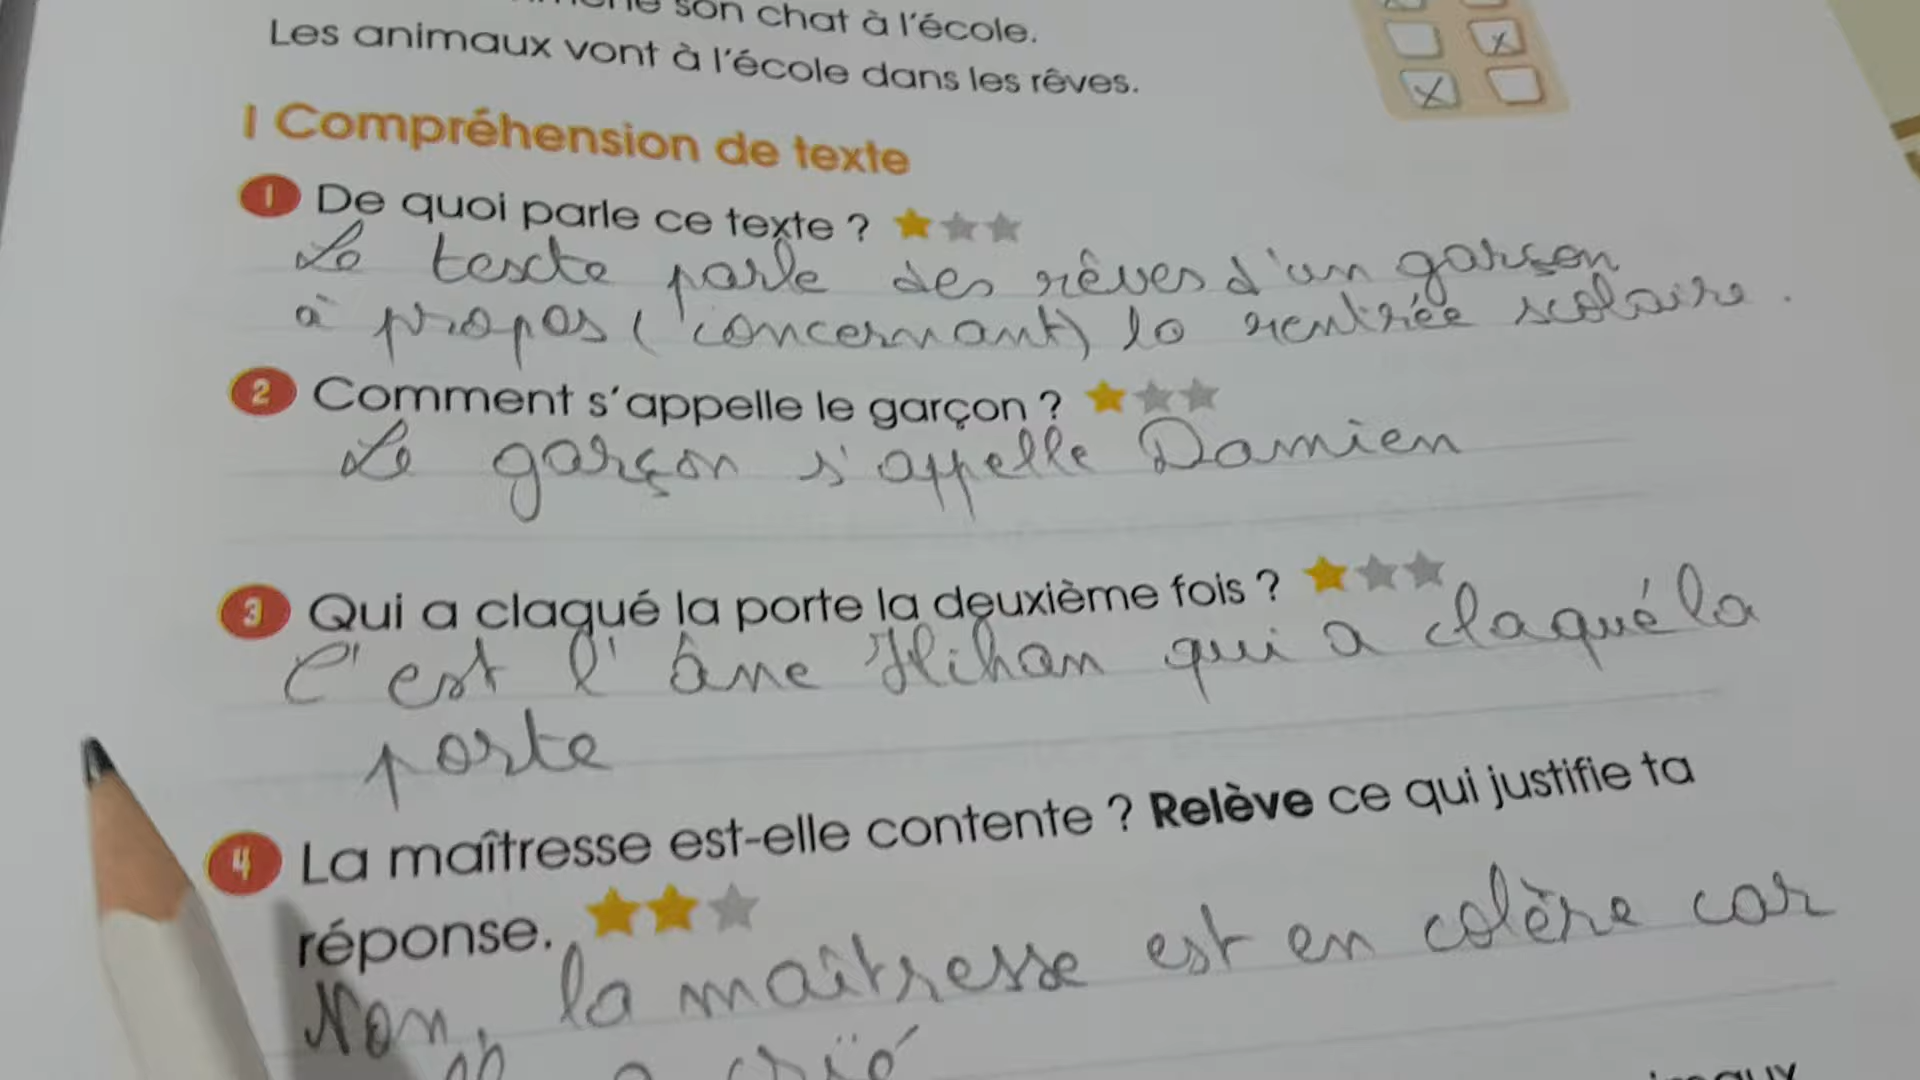 son chat à l'école.
Les animaux vont à l'école dans les rêves.
I Compréhension de texte
1 De quoi parle ce texte ?
Le texte parle des rêves d'un garçon
à propos (concernant) la rentrée scolaire.
2 Comment s'appelle le garçon ?
Le garçon s'appelle Damien
3 Qui a claqué la porte la deuxième fois ?
C'est l'âne Hihan qui a claqué la
porte
4 La maîtresse est-elle contente ? Relève ce qui justifie ta
réponse.
Non, la maîtresse est en colère car